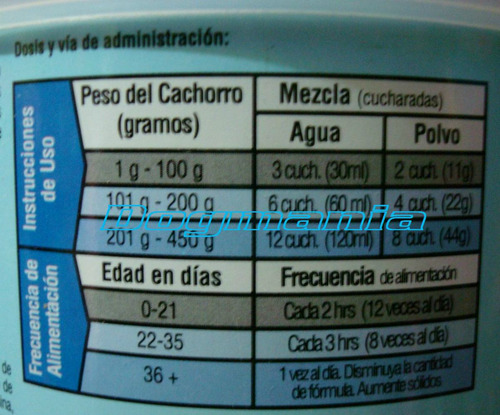 Dosis y vía de administración:
Instrucciones de Uso
Peso del Cachorro (gramos)
Mezcla (cucharadas)
Agua Polvo
1 g - 100 g 3 cuch. (30ml) 2 cuch. (11g)
101 g - 200 g 6 cuch. (60 ml) 4 cuch. (22g)
Dogimania
201 g - 450 g 12 cuch. (120ml) 8 cuch. (44g)
Frecuencia de Alimentación
Edad en días Frecuencia de alimentación
0-21 Cada 2 hrs (12 veces al día)
22-35 Cada 3 hrs (8 veces al día)
36 + 1 vez al día. Disminuya la cantidad
de fórmula. Aumente sólidos.
de
de
ina,